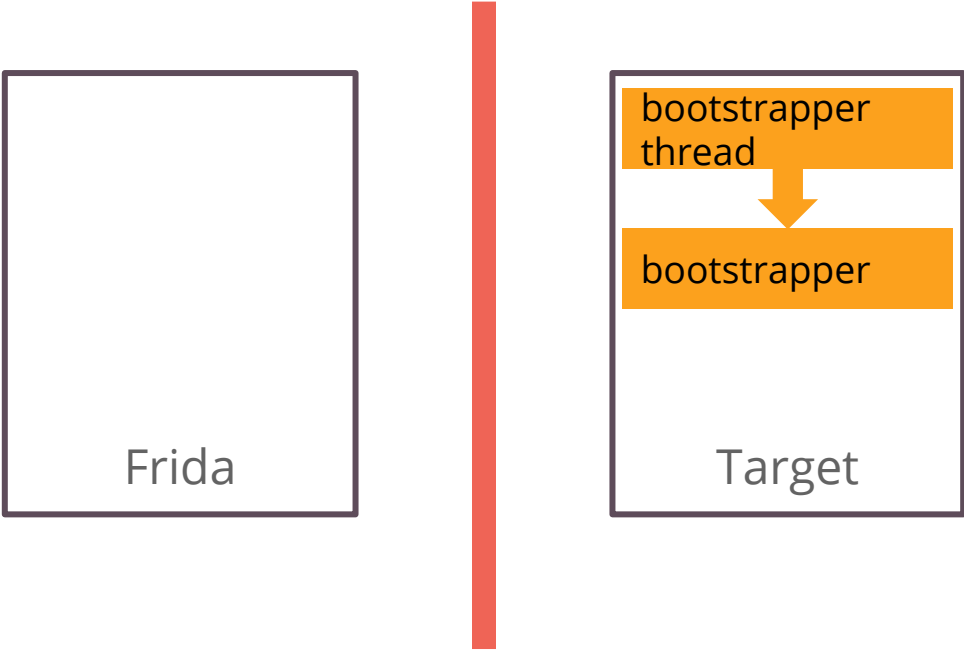 bootstrapper
thread
bootstrapper
Frida
Target